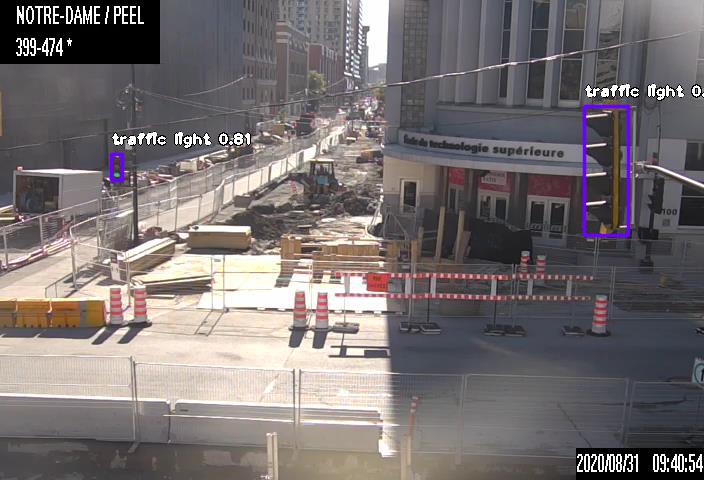 NOTRE-DAME / PEEL
399-474 *
traffic light 0.
traffic light 0.81
École de technologie supérieure
1100
2020/08/31 09:40:54